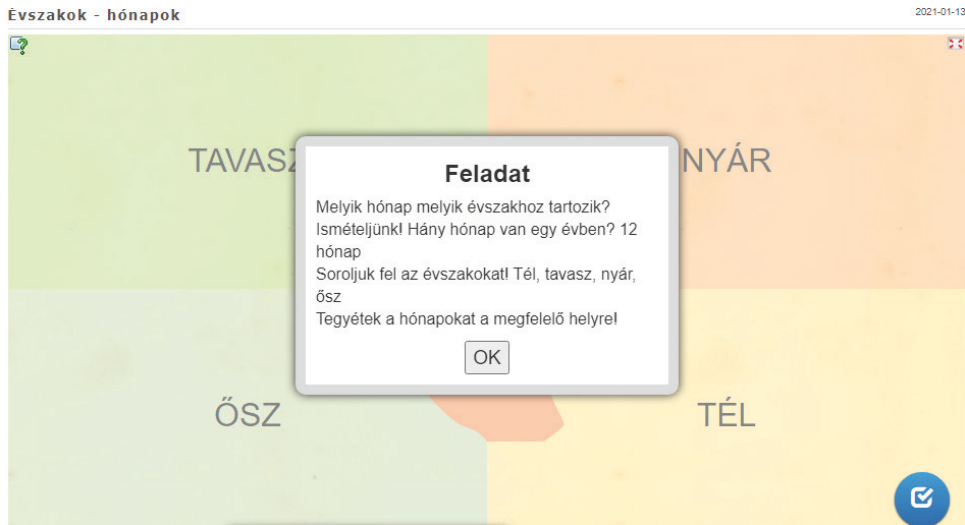 Évszakok - hónapok
2021-01-13
TAVASZ
NYÁR
Feladat
Melyik hónap melyik évszakhoz tartozik?
Ismételjünk! Hány hónap van egy évben? 12
hónap
Soroljuk fel az évszakokat! Tél, tavasz, nyár,
ősz
Tegyétek a hónapokat a megfelelő helyre!
OK
ŐSZ
TÉL